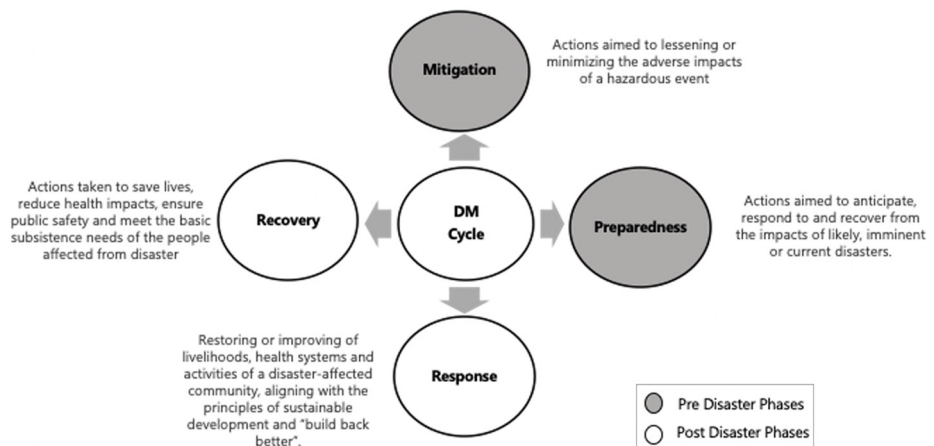 Mitigation
Actions aimed to lessening or
minimizing the adverse impacts
of a hazardous event
Actions taken to save lives,
reduce health impacts, ensure
public safety and meet the basic
subsistence needs of the people
affected from disaster
Recovery
DM
Cycle
Preparedness
Actions aimed to anticipate,
respond to and recover from
the impacts of likely, imminent
or current disasters.
Restoring or improving of
livelihoods, health systems and
activities of a disaster-affected
community, aligning with the
principles of sustainable
development and "build back
better".
Response
Pre Disaster Phases
Post Disaster Phases